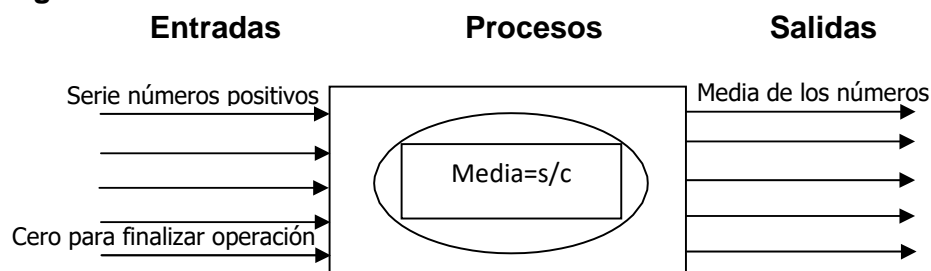 Entradas Procesos Salidas
Serie números positivos
Media de los números
Media=s/c
Cero para finalizar operación